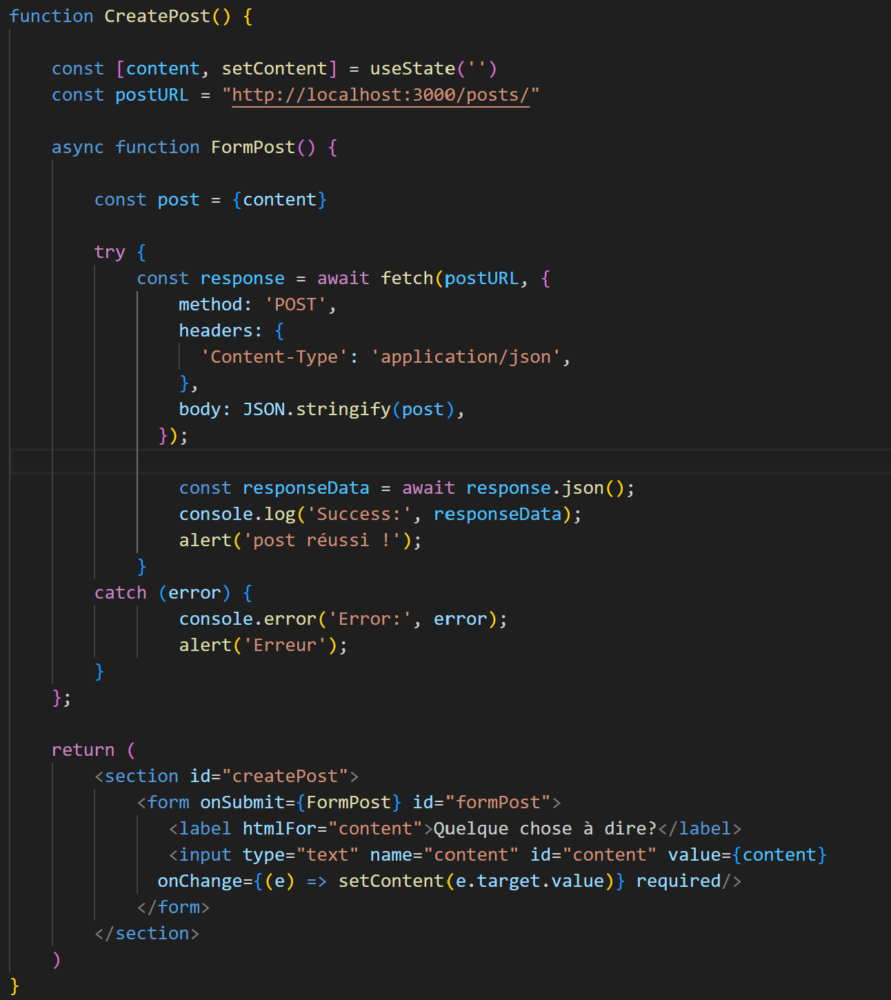 function CreatePost() {
const [content, setContent] = useState('')
const postURL = "http://localhost:3000/posts/"
async function FormPost() {
const post = {content}
try {
const response = await fetch(postURL, {
method: 'POST',
headers: {
'Content-Type': 'application/json',
},
body: JSON.stringify(post),
});
const responseData = await response.json();
console.log('Success:', responseData);
alert('post réussi !');
}
catch (error) {
console.error('Error:', error);
alert('Erreur');
}
};
return (
<section id="createPost">
<form onSubmit={FormPost} id="formPost">
<label htmlFor="content">Quelque chose à dire?</label>
<input type="text" name="content" id="content" value={content}
onChange={(e) => setContent(e.target.value)} required/>
</form>
</section>
)
}